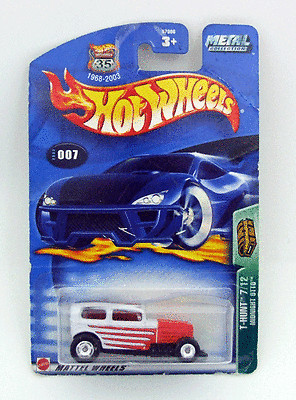 35
1968-2003
3+
METAL
COLLECTION
HOT WHEELS
007
T-HUNT 7/12
MIDNIGHT OTTO
MATTEL WHEELS